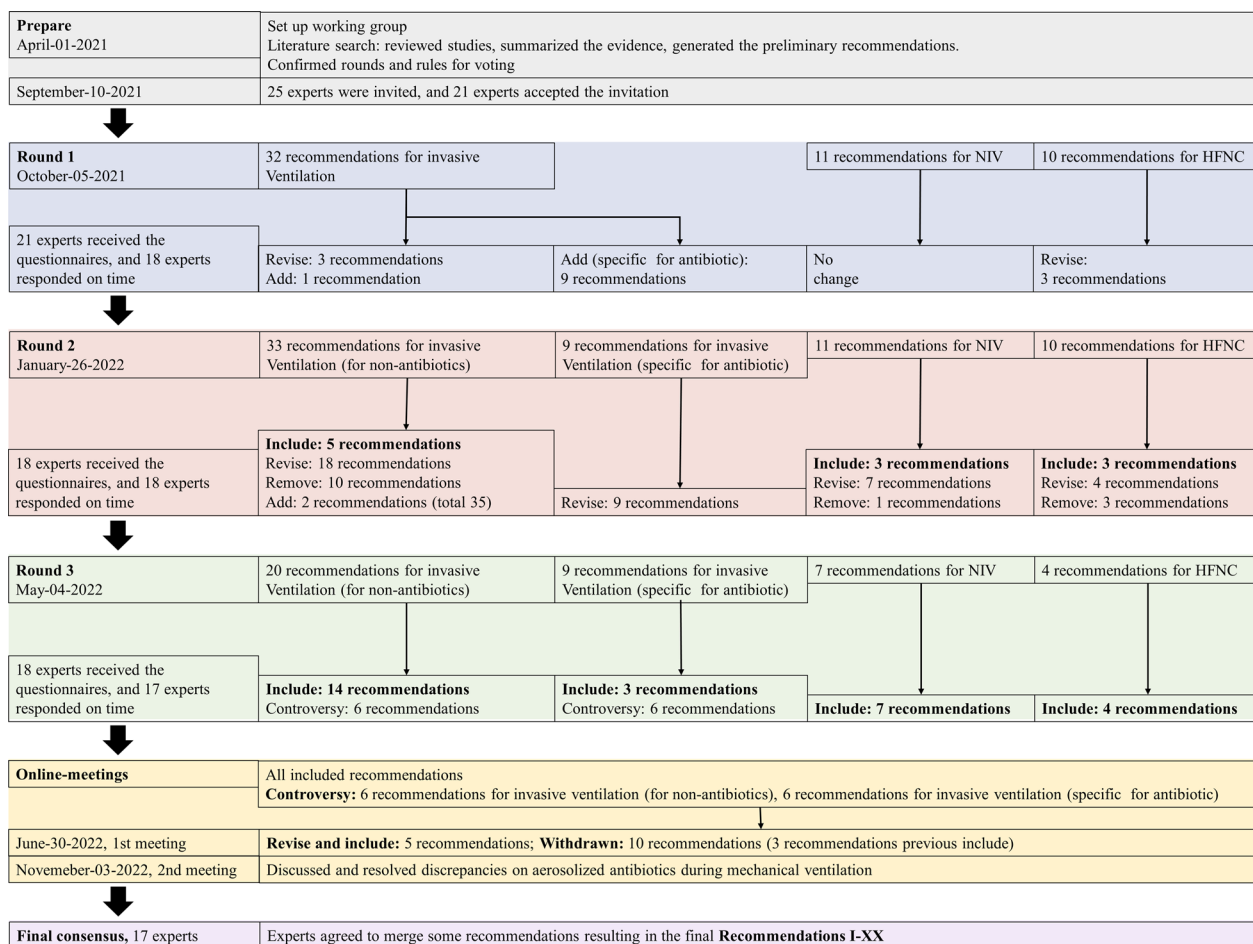 Prepare
April-01-2021
Set up working group
Literature search: reviewed studies, summarized the evidence, generated the preliminary recommendations.
Confirmed rounds and rules for voting
September-10-2021
25 experts were invited, and 21 experts accepted the invitation
Round 1
October-05-2021
32 recommendations for invasive
Ventilation
11 recommendations for NIV
10 recommendations for HFNC
21 experts received the
questionnaires, and 18 experts
responded on time
Revise: 3 recommendations
Add: 1 recommendation
Add (specific for antibiotic):
9 recommendations
No
change
Revise:
3 recommendations
Round 2
January-26-2022
33 recommendations for invasive
Ventilation (for non-antibiotics)
9 recommendations for invasive
Ventilation (specific for antibiotic)
11 recommendations for NIV
10 recommendations for HFNC
18 experts received the
questionnaires, and 18 experts
responded on time
Include: 5 recommendations
Revise: 18 recommendations
Remove: 10 recommendations
Add: 2 recommendations (total 35)
Revise: 9 recommendations
Include: 3 recommendations
Revise: 7 recommendations
Remove: 1 recommendations
Include: 3 recommendations
Revise: 4 recommendations
Remove: 3 recommendations
Round 3
May-04-2022
20 recommendations for invasive
Ventilation (for non-antibiotics)
9 recommendations for invasive
Ventilation (specific for antibiotic)
7 recommendations for NIV
4 recommendations for HFNC
18 experts received the
questionnaires, and 17 experts
responded on time
Include: 14 recommendations
Controversy: 6 recommendations
Include: 3 recommendations
Controversy: 6 recommendations
Include: 7 recommendations
Include: 4 recommendations
Online-meetings
All included recommendations
Controversy: 6 recommendations for invasive ventilation (for non-antibiotics), 6 recommendations for invasive ventilation (specific for antibiotic)
June-30-2022, 1st meeting
Revise and include: 5 recommendations; Withdrawn: 10 recommendations (3 recommendations previous include)
Novemeber-03-2022, 2nd meeting
Discussed and resolved discrepancies on aerosolized antibiotics during mechanical ventilation
Final consensus, 17 experts
Experts agreed to merge some recommendations resulting in the final Recommendations I-XX